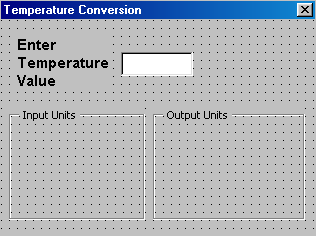 Temperature Conversion
Enter
Temperature
Value
Input Units
Output Units